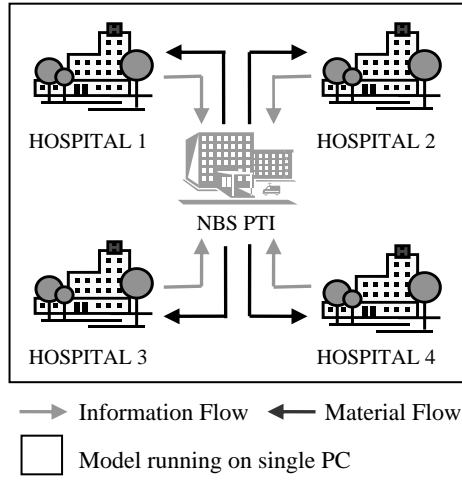 HOSPITAL 1
HOSPITAL 2
NBS PTI
HOSPITAL 3
HOSPITAL 4
Information Flow
Material Flow
Model running on single PC